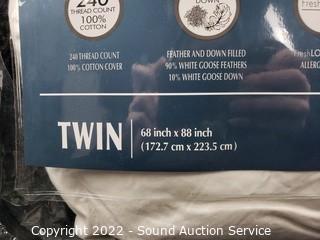 240
THREAD COUNT
100%
COTTON
DOWN
Fresh
240 THREAD COUNT
100% COTTON COVER
FEATHER AND DOWN FILLED
90% WHITE GOOSE FEATHERS
10% WHITE GOOSE DOWN
FreshLO
ALLERG
TWIN
68 inch x 88 inch
(172.7 cm x 223.5 cm)
Copyright 2022 - Sound Auction Service